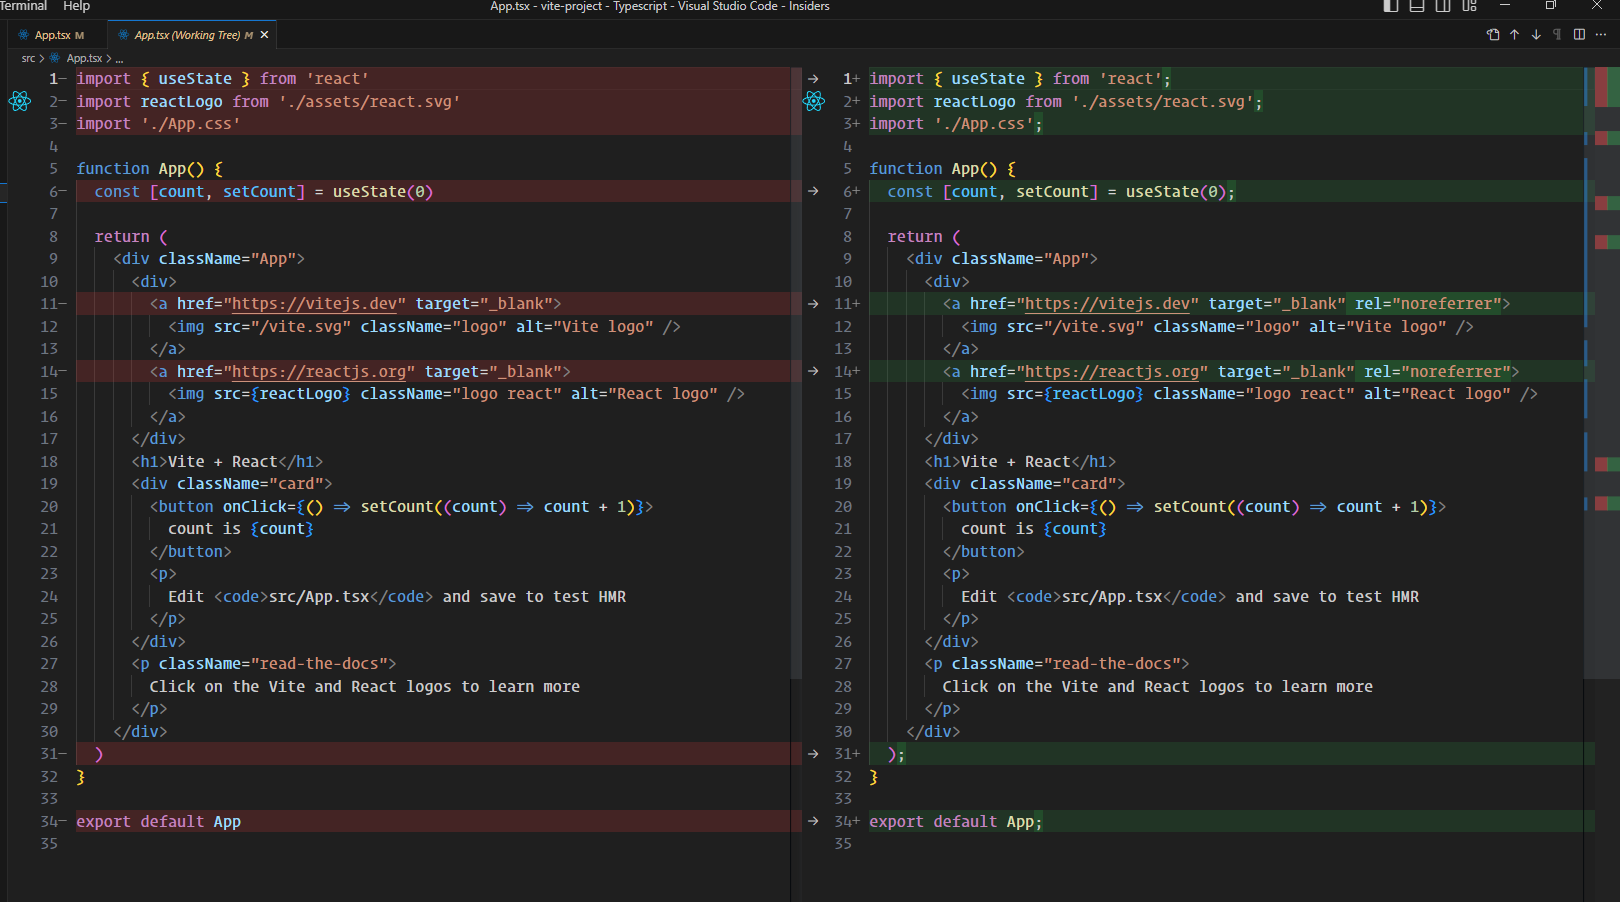 Terminal Help App.tsx - vite-project - Typescript - Visual Studio Code - Insiders
App.tsx M App.tsx (Working Tree) M
src > App.tsx > ...
1− import { useState } from 'react'
2− import reactLogo from './assets/react.svg'
3− import './App.css'
4
5 function App() {
6− const [count, setCount] = useState(0)
7
8 return (
9 <div className="App">
10 <div>
11− <a href="https://vitejs.dev" target="_blank">
12 <img src="/vite.svg" className="logo" alt="Vite logo" />
13 </a>
14− <a href="https://reactjs.org" target="_blank">
15 <img src={reactLogo} className="logo react" alt="React logo" />
16 </a>
17 </div>
18 <h1>Vite + React</h1>
19 <div className="card">
20 <button onClick={() => setCount((count) => count + 1)}>
21 count is {count}
22 </button>
23 <p>
24 Edit <code>src/App.tsx</code> and save to test HMR
25 </p>
26 </div>
27 <p className="read-the-docs">
28 Click on the Vite and React logos to learn more
29 </p>
30 </div>
31− )
32 }
33
34− export default App
35
1+ import { useState } from 'react';
2+ import reactLogo from './assets/react.svg';
3+ import './App.css';
4
5 function App() {
6+ const [count, setCount] = useState(0);
7
8 return (
9 <div className="App">
10 <div>
11+ <a href="https://vitejs.dev" target="_blank" rel="noreferrer">
12 <img src="/vite.svg" className="logo" alt="Vite logo" />
13 </a>
14+ <a href="https://reactjs.org" target="_blank" rel="noreferrer">
15 <img src={reactLogo} className="logo react" alt="React logo" />
16 </a>
17 </div>
18 <h1>Vite + React</h1>
19 <div className="card">
20 <button onClick={() => setCount((count) => count + 1)}>
21 count is {count}
22 </button>
23 <p>
24 Edit <code>src/App.tsx</code> and save to test HMR
25 </p>
26 </div>
27 <p className="read-the-docs">
28 Click on the Vite and React logos to learn more
29 </p>
30 </div>
31+ );
32 }
33
34+ export default App;
35